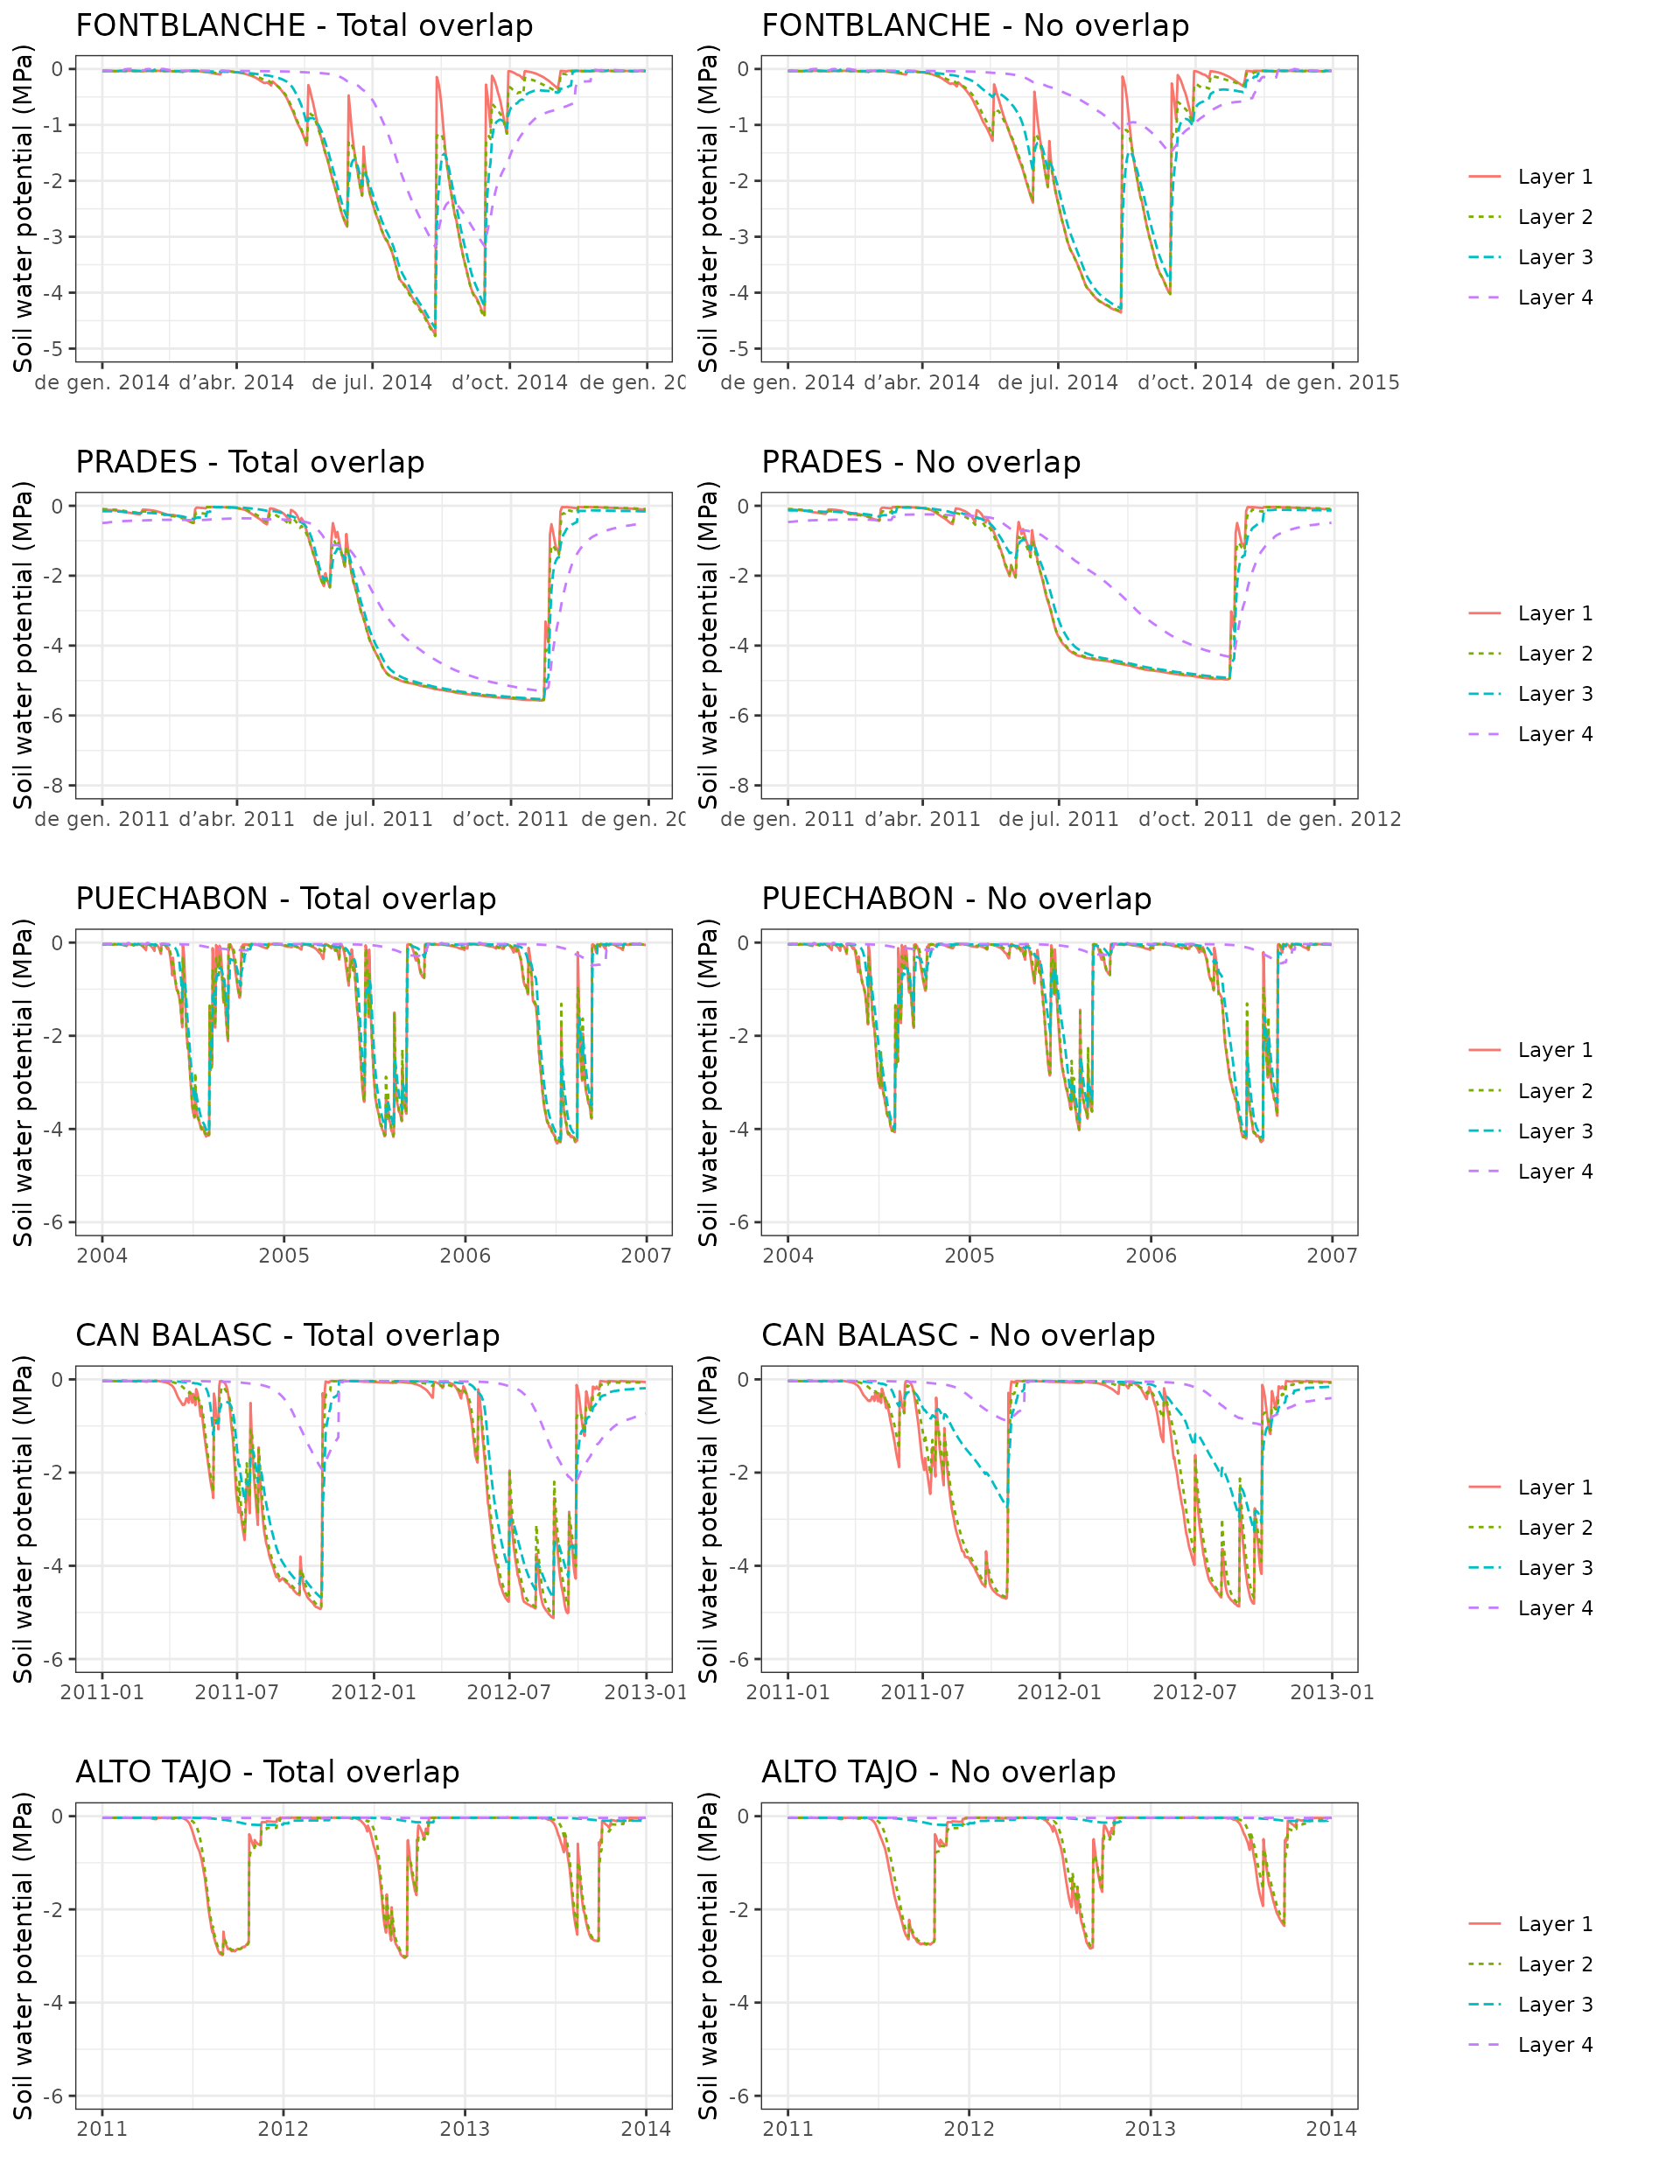 FONTBLANCHE - Total overlap
FONTBLANCHE - No overlap
Soil water potential (MPa)
0
-1
-2
-3
-4
-5
de gen. 2014 d'abr. 2014 de jul. 2014 d'oct. 2014 de gen. 20
Soil water potential (MPa)
0
-1
-2
-3
-4
-5
de gen. 2014 d'abr. 2014 de jul. 2014 d'oct. 2014 de gen. 2015
Layer 1
Layer 2
Layer 3
Layer 4
PRADES - Total overlap
PRADES - No overlap
Soil water potential (MPa)
0
-2
-4
-6
-8
de gen. 2011 d'abr. 2011 de jul. 2011 d'oct. 2011 de gen. 20
Soil water potential (MPa)
0
-2
-4
-6
-8
de gen. 2011 d'abr. 2011 de jul. 2011 d'oct. 2011 de gen. 2012
Layer 1
Layer 2
Layer 3
Layer 4
PUECHABON - Total overlap
PUECHABON - No overlap
Soil water potential (MPa)
0
-2
-4
-6
2004 2005 2006 2007
Soil water potential (MPa)
0
-2
-4
-6
2004 2005 2006 2007
Layer 1
Layer 2
Layer 3
Layer 4
CAN BALASC - Total overlap
CAN BALASC - No overlap
Soil water potential (MPa)
0
-2
-4
-6
2011-01 2011-07 2012-01 2012-07 2013-01
Soil water potential (MPa)
0
-2
-4
-6
2011-01 2011-07 2012-01 2012-07 2013-01
Layer 1
Layer 2
Layer 3
Layer 4
ALTO TAJO - Total overlap
ALTO TAJO - No overlap
Soil water potential (MPa)
0
-2
-4
-6
2011 2012 2013 2014
Soil water potential (MPa)
0
-2
-4
-6
2011 2012 2013 2014
Layer 1
Layer 2
Layer 3
Layer 4